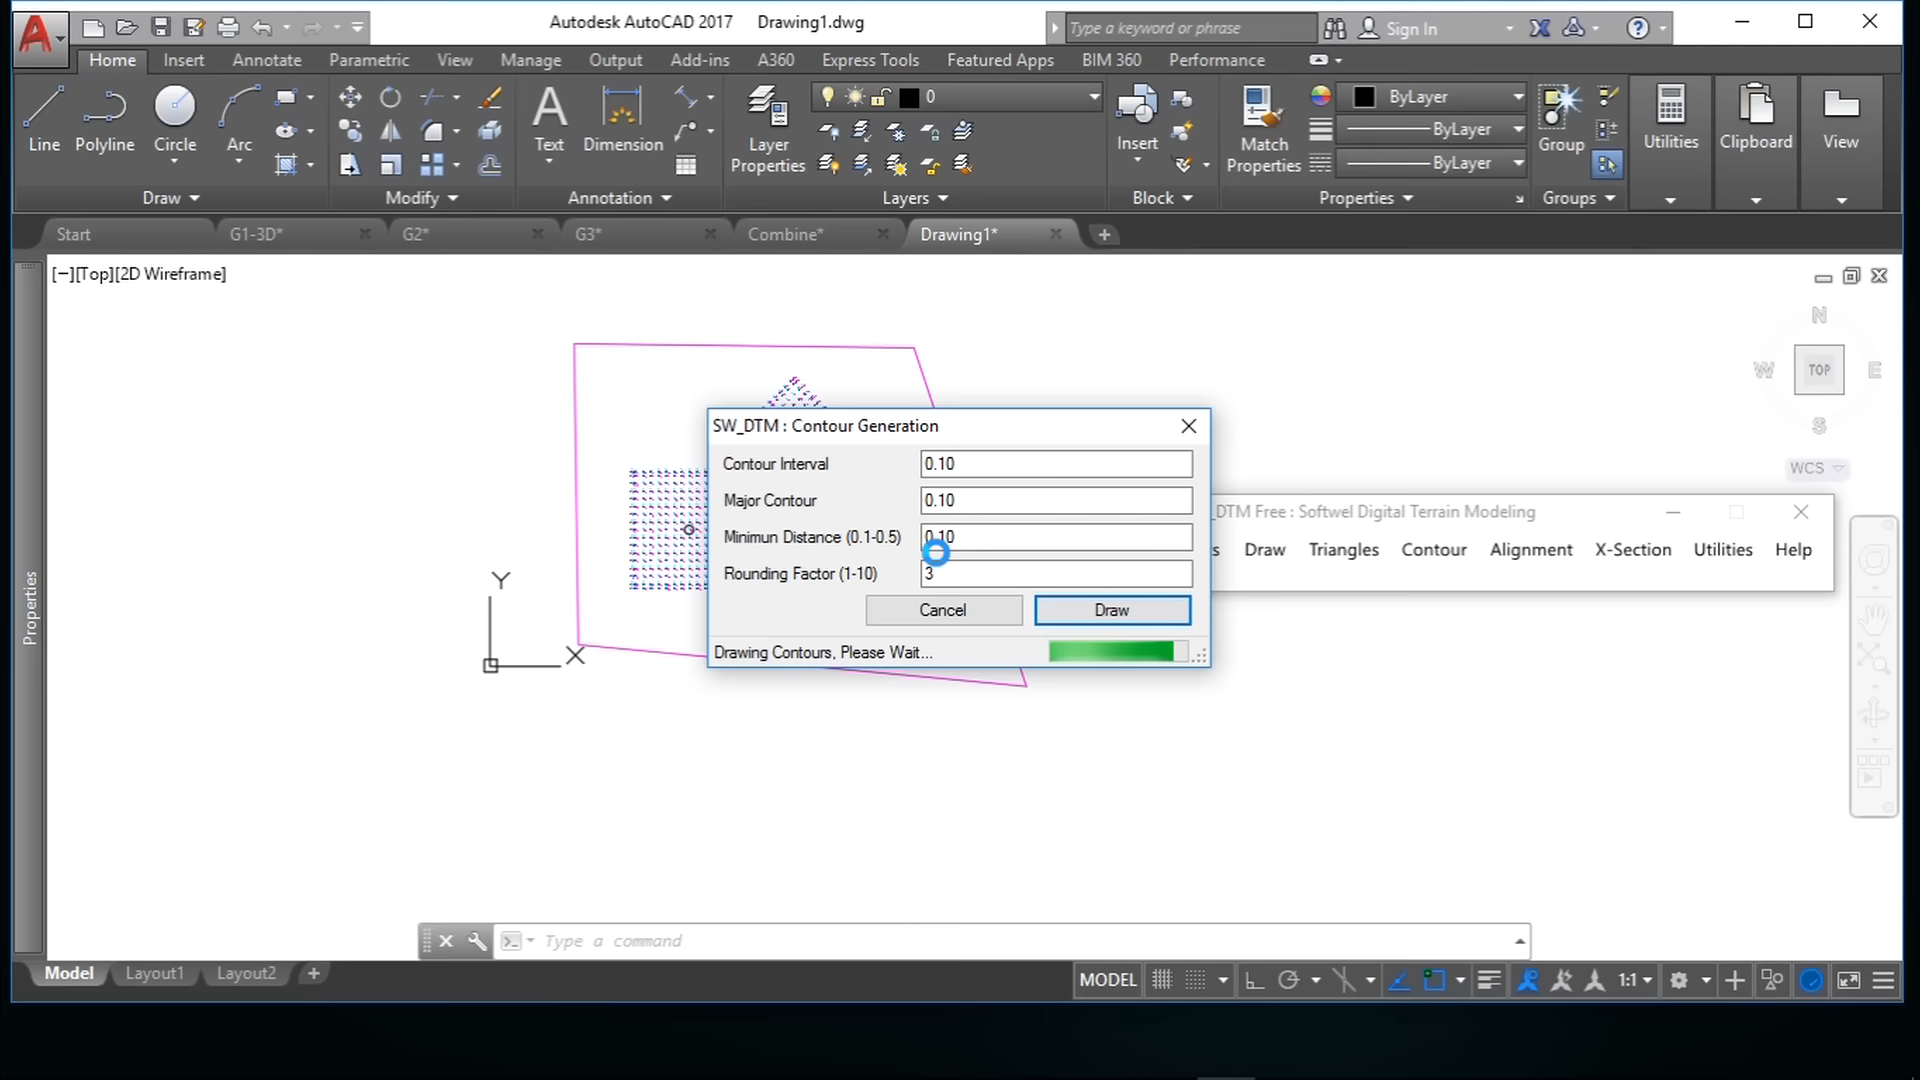 Autodesk AutoCAD 2017 Drawing1.dwg
Type a keyword or phrase
Sign In
Home Insert Annotate Parametric View Manage Output Add-ins A360 Express Tools Featured Apps BIM 360 Performance
Line Polyline Circle Arc
Text Dimension
Layer Properties
0
Insert
Match Properties
ByLayer
ByLayer
ByLayer
Group
Utilities
Clipboard
View
Draw Modify Annotation Layers Block Properties Groups
Start G1-3D* G2* G3* Combine* Drawing1*
[−][Top][2D Wireframe]
N
W TOP E
S
WCS
SW_DTM : Contour Generation
Contour Interval 0.10
Major Contour 0.10
Minimun Distance (0.1-0.5) 0.10
Rounding Factor (1-10) 3
Cancel Draw
Drawing Contours, Please Wait...
_DTM Free : Softwel Digital Terrain Modeling
s Draw Triangles Contour Alignment X-Section Utilities Help
Y
X
Properties
Type a command
Model Layout1 Layout2
MODEL 1:1